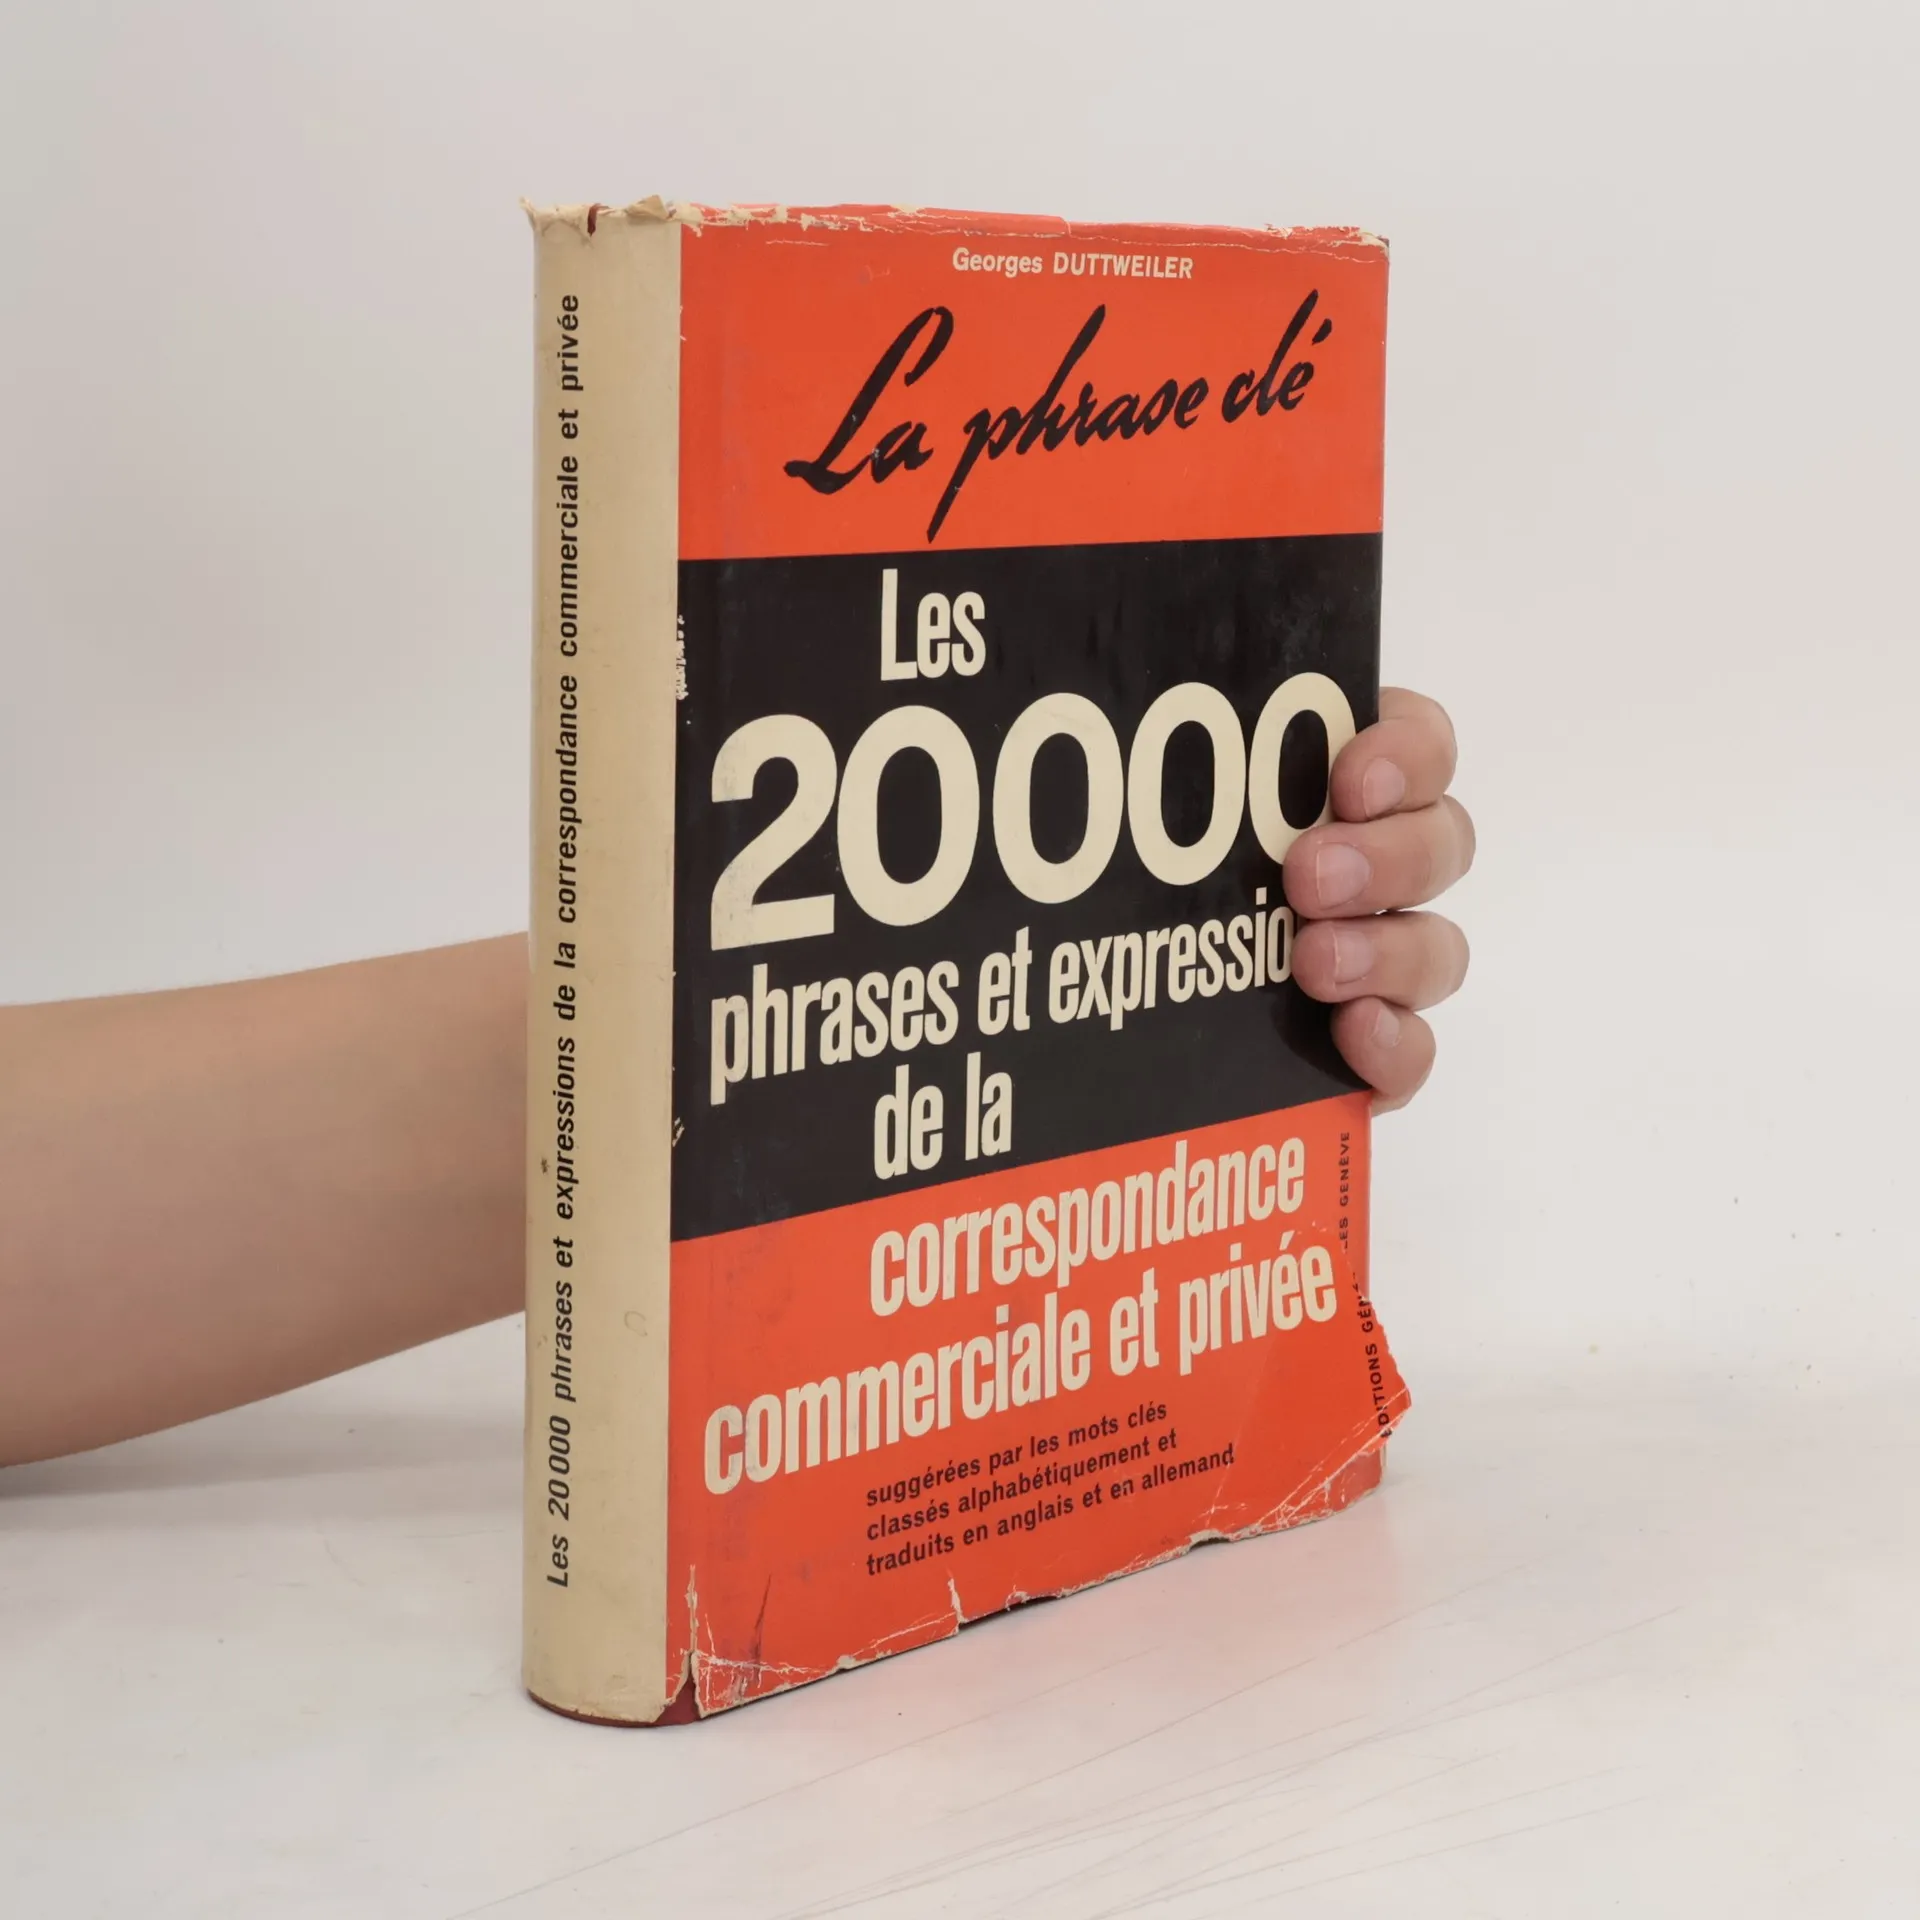 Les 20000 phrases et expressions de la correspondance commerciale et privée
Georges DUTTWEILER
La phrase clé
Les
20000
phrases et expressio
de la
correspondance
commerciale et privée
suggérées par les mots clés
classés alphabétiquement et
traduits en anglais et en allemand
GENÈVE